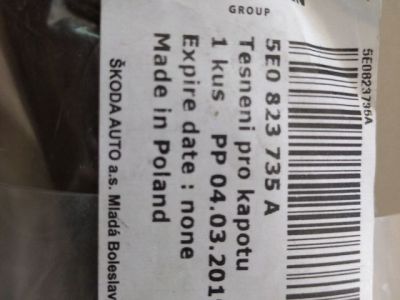 GROUP
5E0823735A
5E0 823 735 A
Tesneni pro kapotu
1 kus PP 04.03.201
Expire date : none
Made in Poland
ŠKODA AUTO a.s. Mladá Boleslav